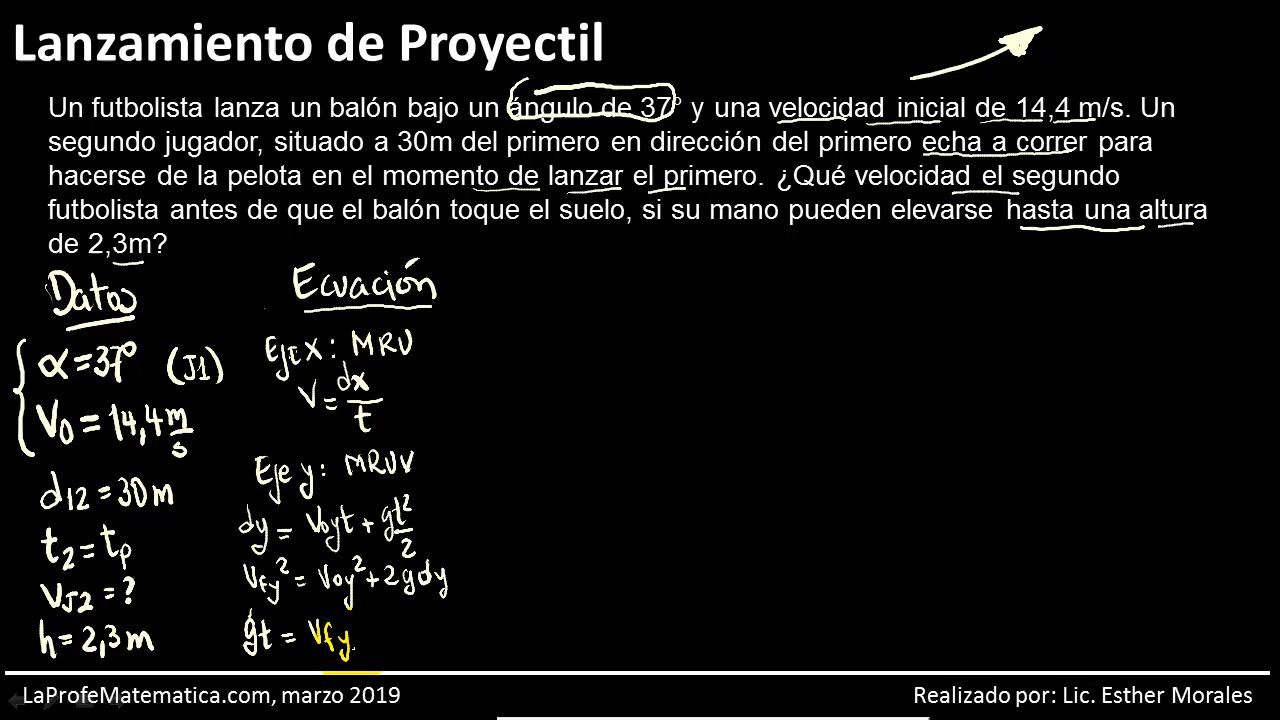 Lanzamiento de Proyectil
Un futbolista lanza un balón bajo un ángulo de 37° y una velocidad inicial de 14,4 m/s. Un
segundo jugador, situado a 30m del primero en dirección del primero echa a correr para
hacerse de la pelota en el momento de lanzar el primero. ¿Qué velocidad el segundo
futbolista antes de que el balón toque el suelo, si su mano pueden elevarse hasta una altura
de 2,3m?
Datos
α=37° (J1)
V0 = 14,4 m/s
d12 = 30m
t2 = tp
VJ2 = ?
h = 2,3m
Ecuación
Eje x: MRU
V = dx/t
Eje y: MRUV
dy = Voyt + gt²/2
Vfy² = Voy² + 2gdy
gt = Vfy
LaProfeMatematica.com, marzo 2019
Realizado por: Lic. Esther Morales